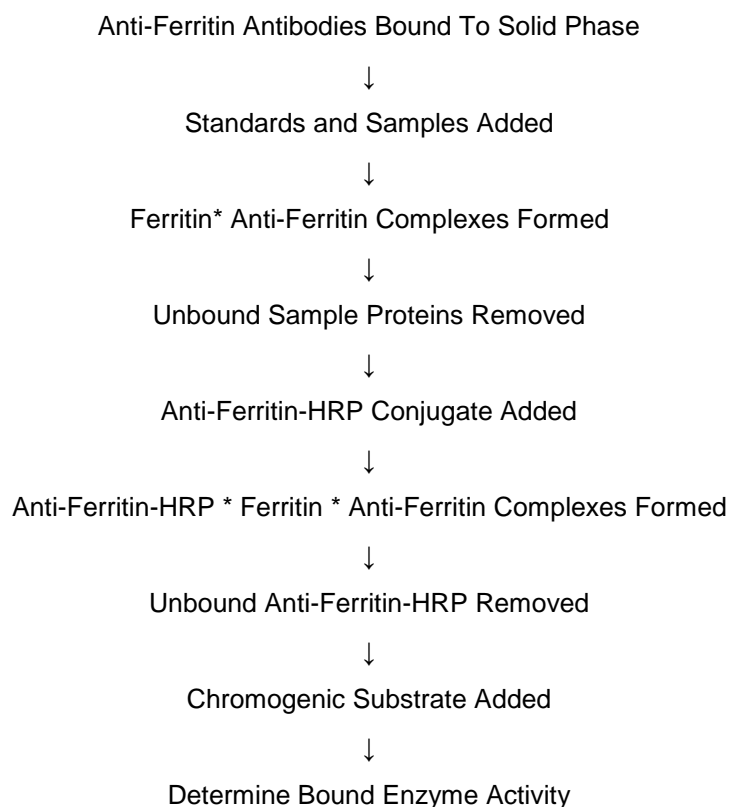 Anti-Ferritin Antibodies Bound To Solid Phase
↓
Standards and Samples Added
↓
Ferritin* Anti-Ferritin Complexes Formed
↓
Unbound Sample Proteins Removed
↓
Anti-Ferritin-HRP Conjugate Added
↓
Anti-Ferritin-HRP * Ferritin * Anti-Ferritin Complexes Formed
↓
Unbound Anti-Ferritin-HRP Removed
↓
Chromogenic Substrate Added
↓
Determine Bound Enzyme Activity